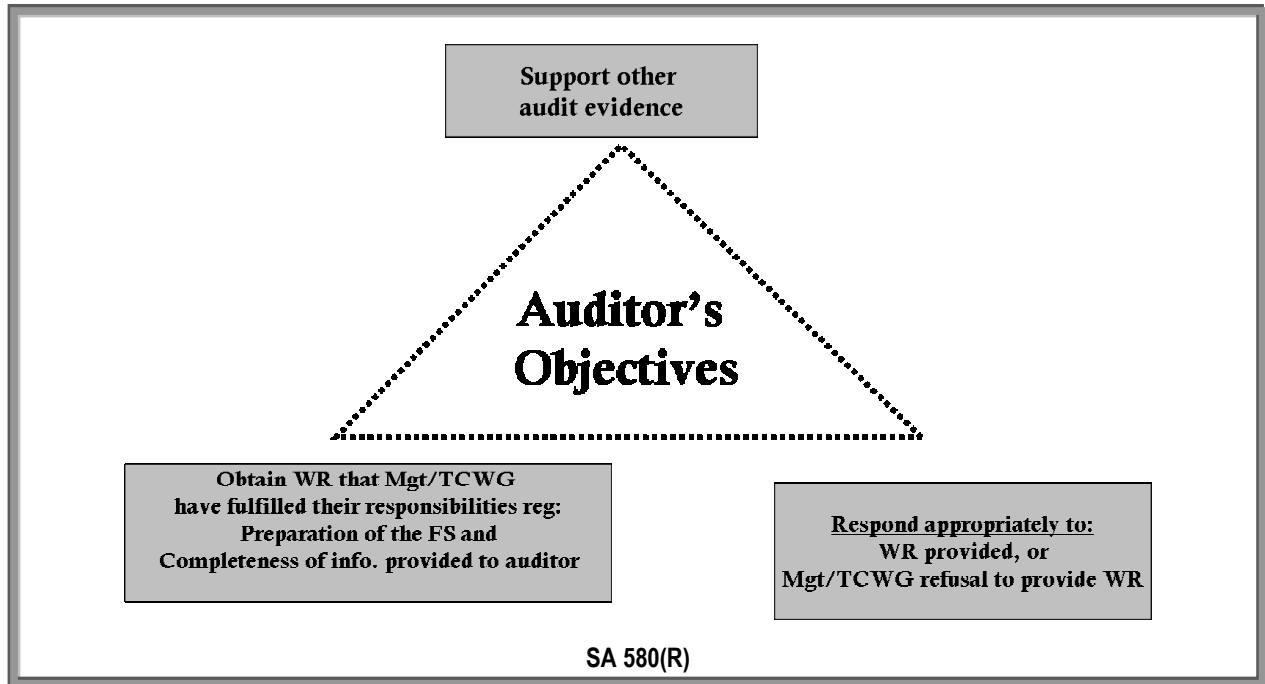 Support other
audit evidence
Auditor's
Objectives
Obtain WR that Mgt/TCWG
have fulfilled their responsibilities reg:
Preparation of the FS and
Completeness of info. provided to auditor
Respond appropriately to:
WR provided, or
Mgt/TCWG refusal to provide WR
SA 580(R)